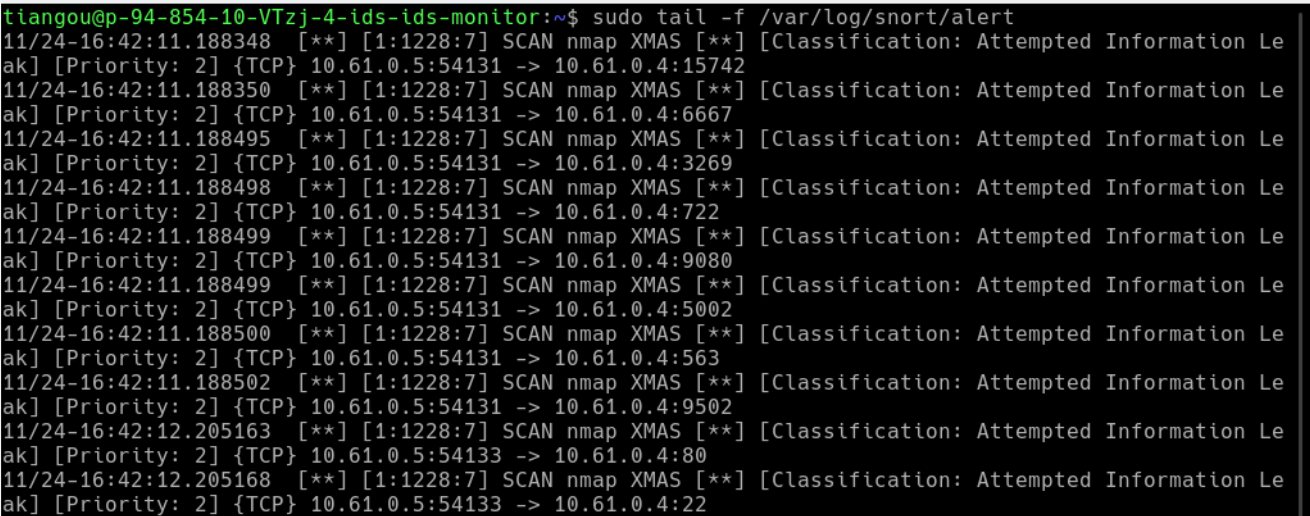 tiangou@p-94-854-10-VTzj-4-ids-ids-monitor:~$ sudo tail -f /var/log/snort/alert
11/24-16:42:11.188348  [**] [1:1228:7] SCAN nmap XMAS [**] [Classification: Attempted Information Le
ak] [Priority: 2] {TCP} 10.61.0.5:54131 -> 10.61.0.4:15742
11/24-16:42:11.188350  [**] [1:1228:7] SCAN nmap XMAS [**] [Classification: Attempted Information Le
ak] [Priority: 2] {TCP} 10.61.0.5:54131 -> 10.61.0.4:6667
11/24-16:42:11.188495  [**] [1:1228:7] SCAN nmap XMAS [**] [Classification: Attempted Information Le
ak] [Priority: 2] {TCP} 10.61.0.5:54131 -> 10.61.0.4:3269
11/24-16:42:11.188498  [**] [1:1228:7] SCAN nmap XMAS [**] [Classification: Attempted Information Le
ak] [Priority: 2] {TCP} 10.61.0.5:54131 -> 10.61.0.4:722
11/24-16:42:11.188499  [**] [1:1228:7] SCAN nmap XMAS [**] [Classification: Attempted Information Le
ak] [Priority: 2] {TCP} 10.61.0.5:54131 -> 10.61.0.4:9080
11/24-16:42:11.188499  [**] [1:1228:7] SCAN nmap XMAS [**] [Classification: Attempted Information Le
ak] [Priority: 2] {TCP} 10.61.0.5:54131 -> 10.61.0.4:5002
11/24-16:42:11.188500  [**] [1:1228:7] SCAN nmap XMAS [**] [Classification: Attempted Information Le
ak] [Priority: 2] {TCP} 10.61.0.5:54131 -> 10.61.0.4:563
11/24-16:42:11.188502  [**] [1:1228:7] SCAN nmap XMAS [**] [Classification: Attempted Information Le
ak] [Priority: 2] {TCP} 10.61.0.5:54131 -> 10.61.0.4:9502
11/24-16:42:12.205163  [**] [1:1228:7] SCAN nmap XMAS [**] [Classification: Attempted Information Le
ak] [Priority: 2] {TCP} 10.61.0.5:54133 -> 10.61.0.4:80
11/24-16:42:12.205168  [**] [1:1228:7] SCAN nmap XMAS [**] [Classification: Attempted Information Le
ak] [Priority: 2] {TCP} 10.61.0.5:54133 -> 10.61.0.4:22